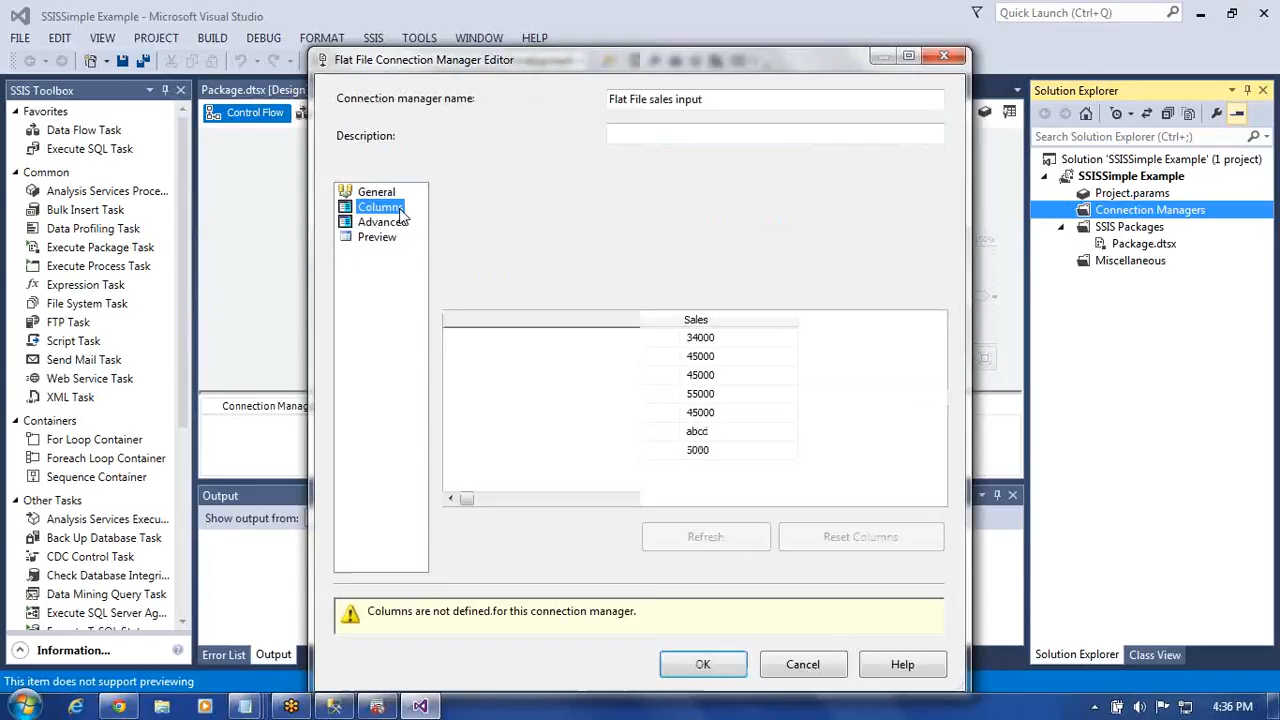 SSISSimple Example - Microsoft Visual Studio
Quick Launch (Ctrl+Q)
FILE EDIT VIEW PROJECT BUILD DEBUG FORMAT SSIS TOOLS WINDOW HELP
SSIS Toolbox
Favorites
Data Flow Task
Execute SQL Task
Common
Analysis Services Proce...
Bulk Insert Task
Data Profiling Task
Execute Package Task
Execute Process Task
Expression Task
File System Task
FTP Task
Script Task
Send Mail Task
Web Service Task
XML Task
Containers
For Loop Container
Foreach Loop Container
Sequence Container
Other Tasks
Analysis Services Execu...
Back Up Database Task
CDC Control Task
Check Database Integri...
Data Mining Query Task
Execute SQL Server Ag...
Information...
Package.dtsx [Design
Control Flow
Connection Manag
Output
Show output from:
Error List
Output
Flat File Connection Manager Editor
Connection manager name:
Flat File sales input
Description:
General
Columns
Advanced
Preview
Sales
34000
45000
45000
55000
45000
abcd
5000
Refresh
Reset Columns
Columns are not defined for this connection manager.
OK
Cancel
Help
Solution Explorer
Search Solution Explorer (Ctrl+;)
Solution 'SSISSimple Example' (1 project)
SSISSimple Example
Project.params
Connection Managers
SSIS Packages
Package.dtsx
Miscellaneous
Solution Explorer
Class View
This item does not support previewing
4:36 PM